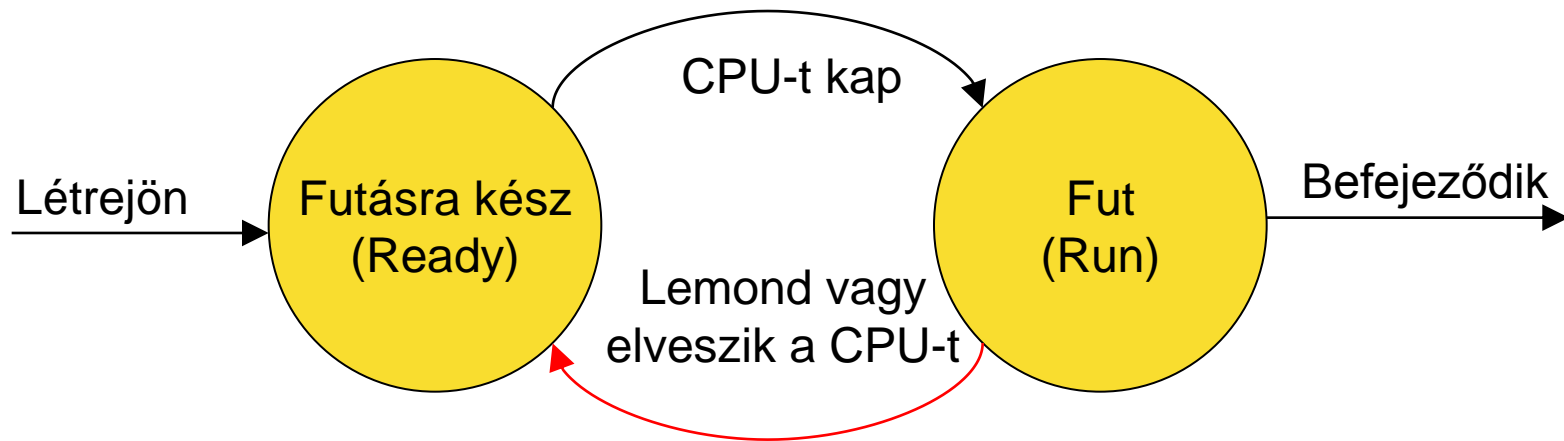 CPU-t kap
Létrejön
Futásra kész
(Ready)
Fut
(Run)
Befejeződik
Lemond vagy
elveszik a CPU-t